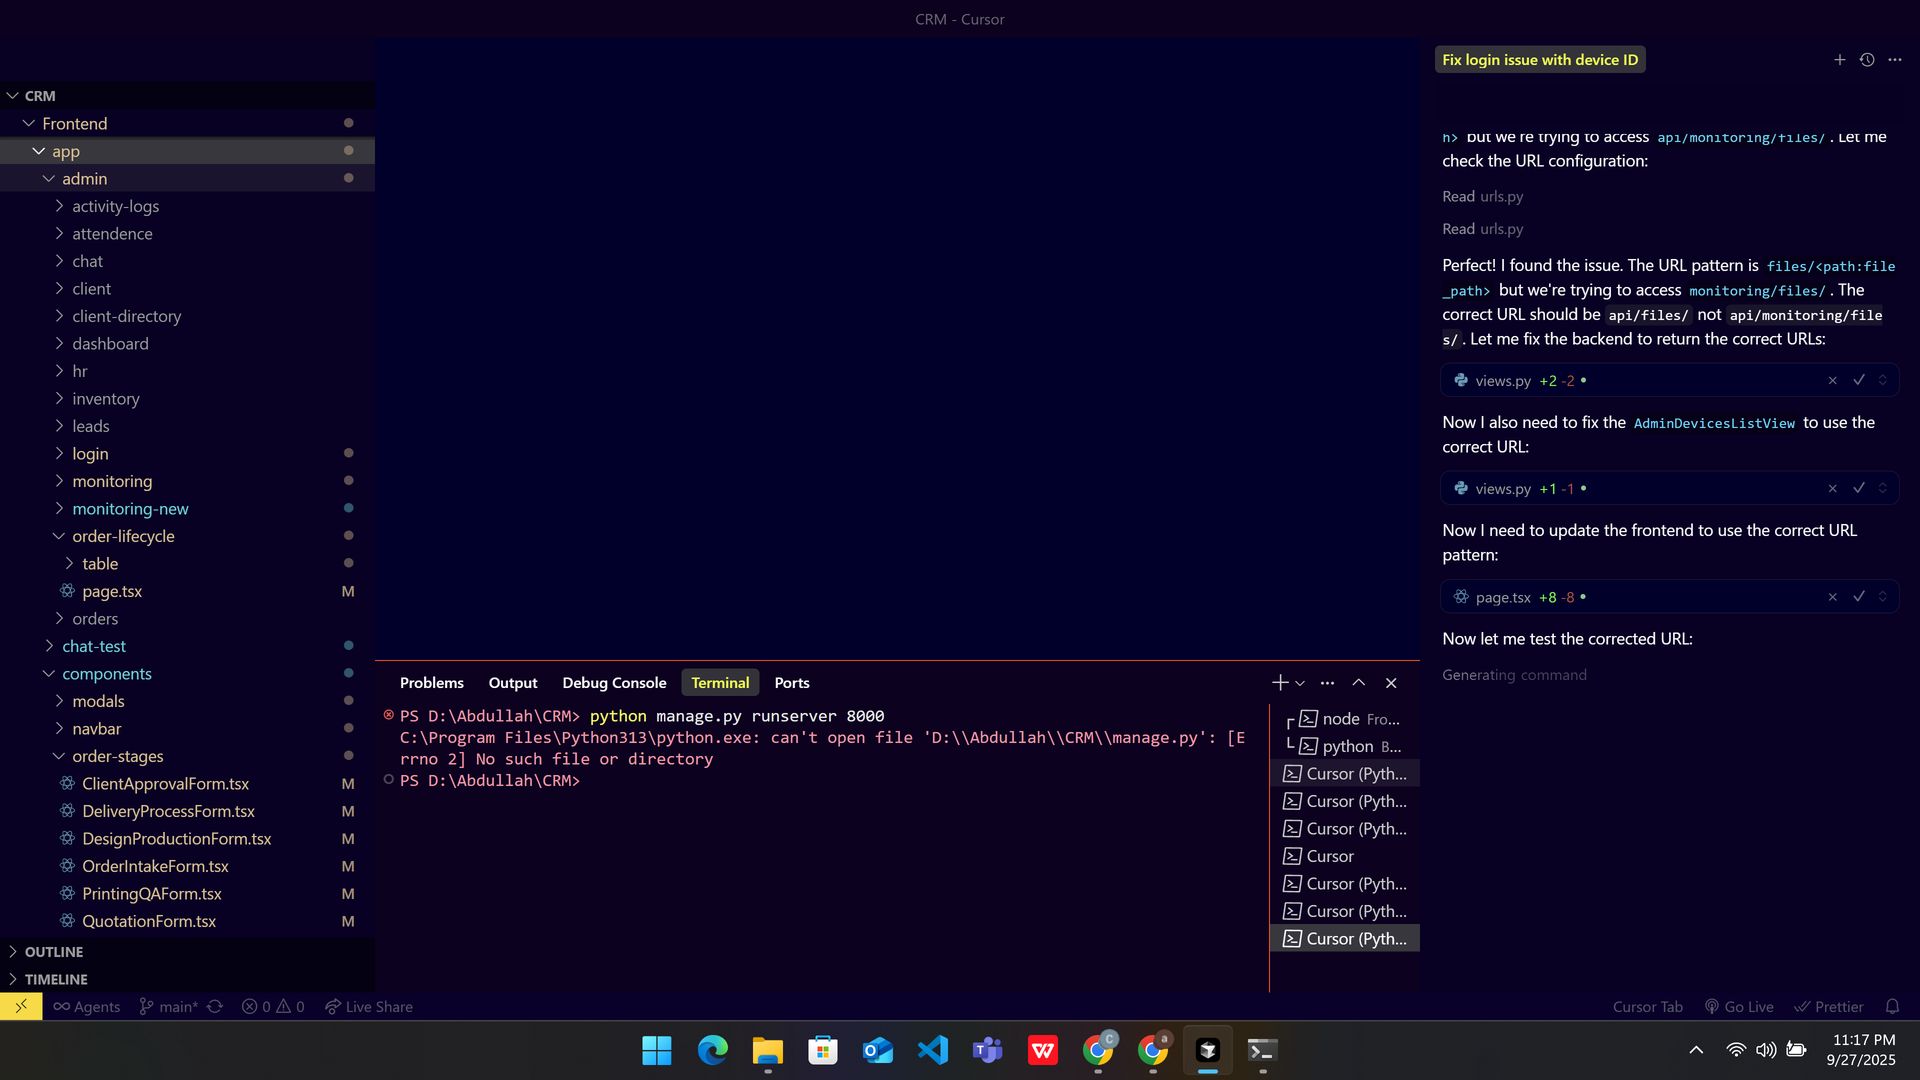 CRM - Cursor
CRM
Frontend
app
admin
activity-logs
attendence
chat
client
client-directory
dashboard
hr
inventory
leads
login
monitoring
monitoring-new
order-lifecycle
table
page.tsx M
orders
chat-test
components
modals
navbar
order-stages
ClientApprovalForm.tsx M
DeliveryProcessForm.tsx M
DesignProductionForm.tsx M
OrderIntakeForm.tsx M
PrintingQAForm.tsx M
QuotationForm.tsx M
OUTLINE
TIMELINE
Problems Output Debug Console Terminal Ports
PS D:\Abdullah\CRM> python manage.py runserver 8000
C:\Program Files\Python313\python.exe: can't open file 'D:\\Abdullah\\CRM\\manage.py': [E
rrno 2] No such file or directory
PS D:\Abdullah\CRM>
node Fro...
python B...
Cursor (Pyth...
Cursor (Pyth...
Cursor (Pyth...
Cursor
Cursor (Pyth...
Cursor (Pyth...
Cursor (Pyth...
Fix login issue with device ID
h> but we're trying to access api/monitoring/files/. Let me
check the URL configuration:
Read urls.py
Read urls.py
Perfect! I found the issue. The URL pattern is files/<path:file
_path> but we're trying to access monitoring/files/. The
correct URL should be api/files/ not api/monitoring/file
s/. Let me fix the backend to return the correct URLs:
views.py +2 -2
Now I also need to fix the AdminDevicesListView to use the
correct URL:
views.py +1 -1
Now I need to update the frontend to use the correct URL
pattern:
page.tsx +8 -8
Now let me test the corrected URL:
Generating command
Agents main* 0 0 Live Share
Cursor Tab Go Live Prettier
11:17 PM
9/27/2025